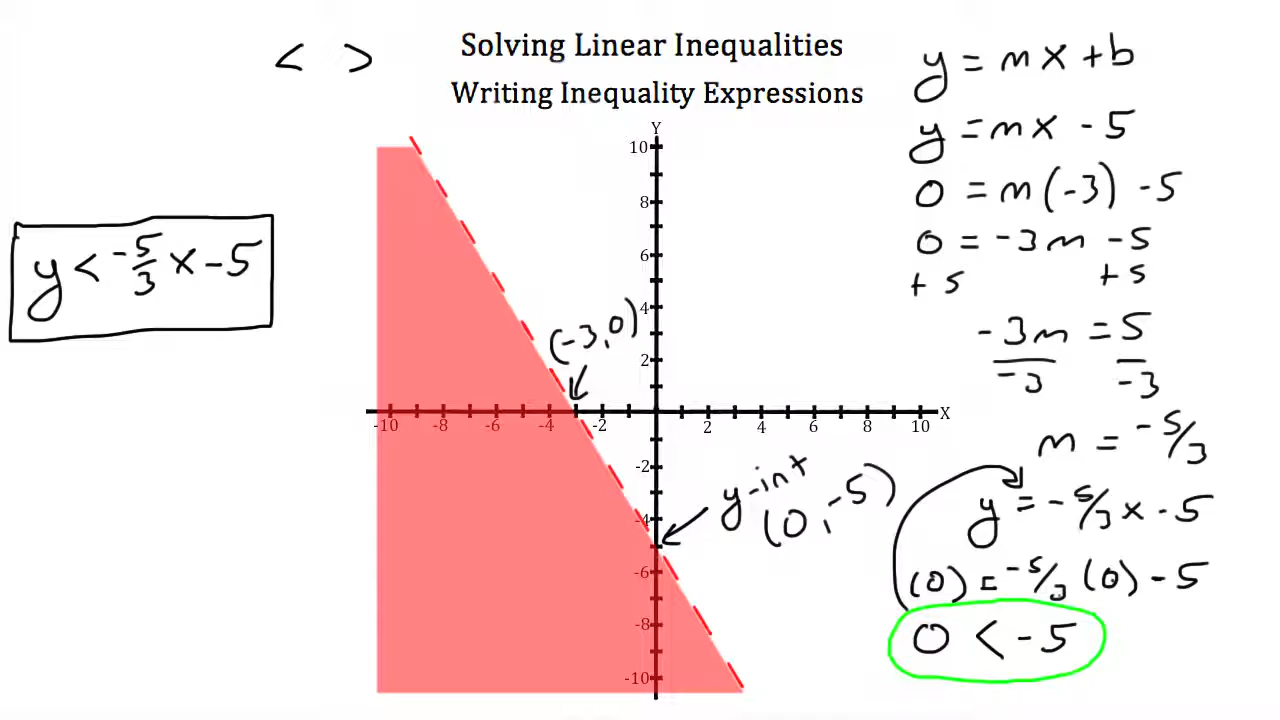 < >
Solving Linear Inequalities
Writing Inequality Expressions
y < -5/3 x - 5
Y
10
8
6
4
2
-10 -8 -6 -4 -2 2 4 6 8 10 X
-2
-4
-6
-8
-10
(-3,0)
y-int
(0,-5)
y = mx + b
y = mx - 5
0 = m(-3) - 5
0 = -3m - 5
+5 +5
-3m = 5
-3 -3
m = -5/3
y = -5/3 x - 5
(0) = -5/3 (0) - 5
0 < -5